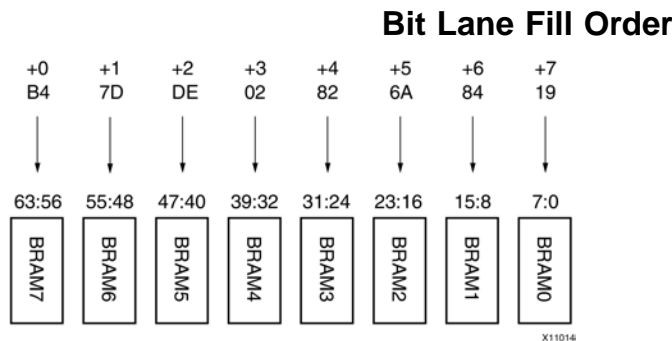 Bit Lane Fill Order
+0 +1 +2 +3 +4 +5 +6 +7
B4 7D DE 02 82 6A 84 19
63:56 55:48 47:40 39:32 31:24 23:16 15:8 7:0
BRAM7 BRAM6 BRAM5 BRAM4 BRAM3 BRAM2 BRAM1 BRAM0
X11014